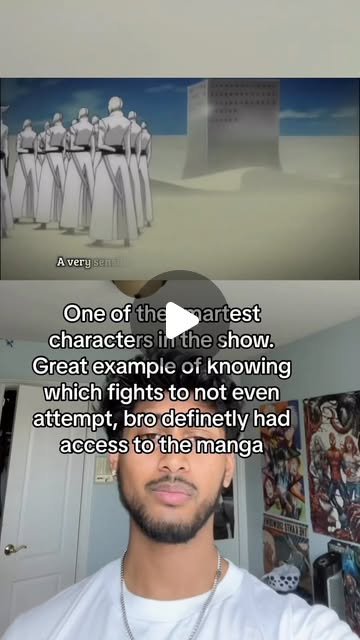 A very sensi
One of the smartest
characters in the show.
Great example of knowing
which fights to not even
attempt, bro definetly had
access to the manga